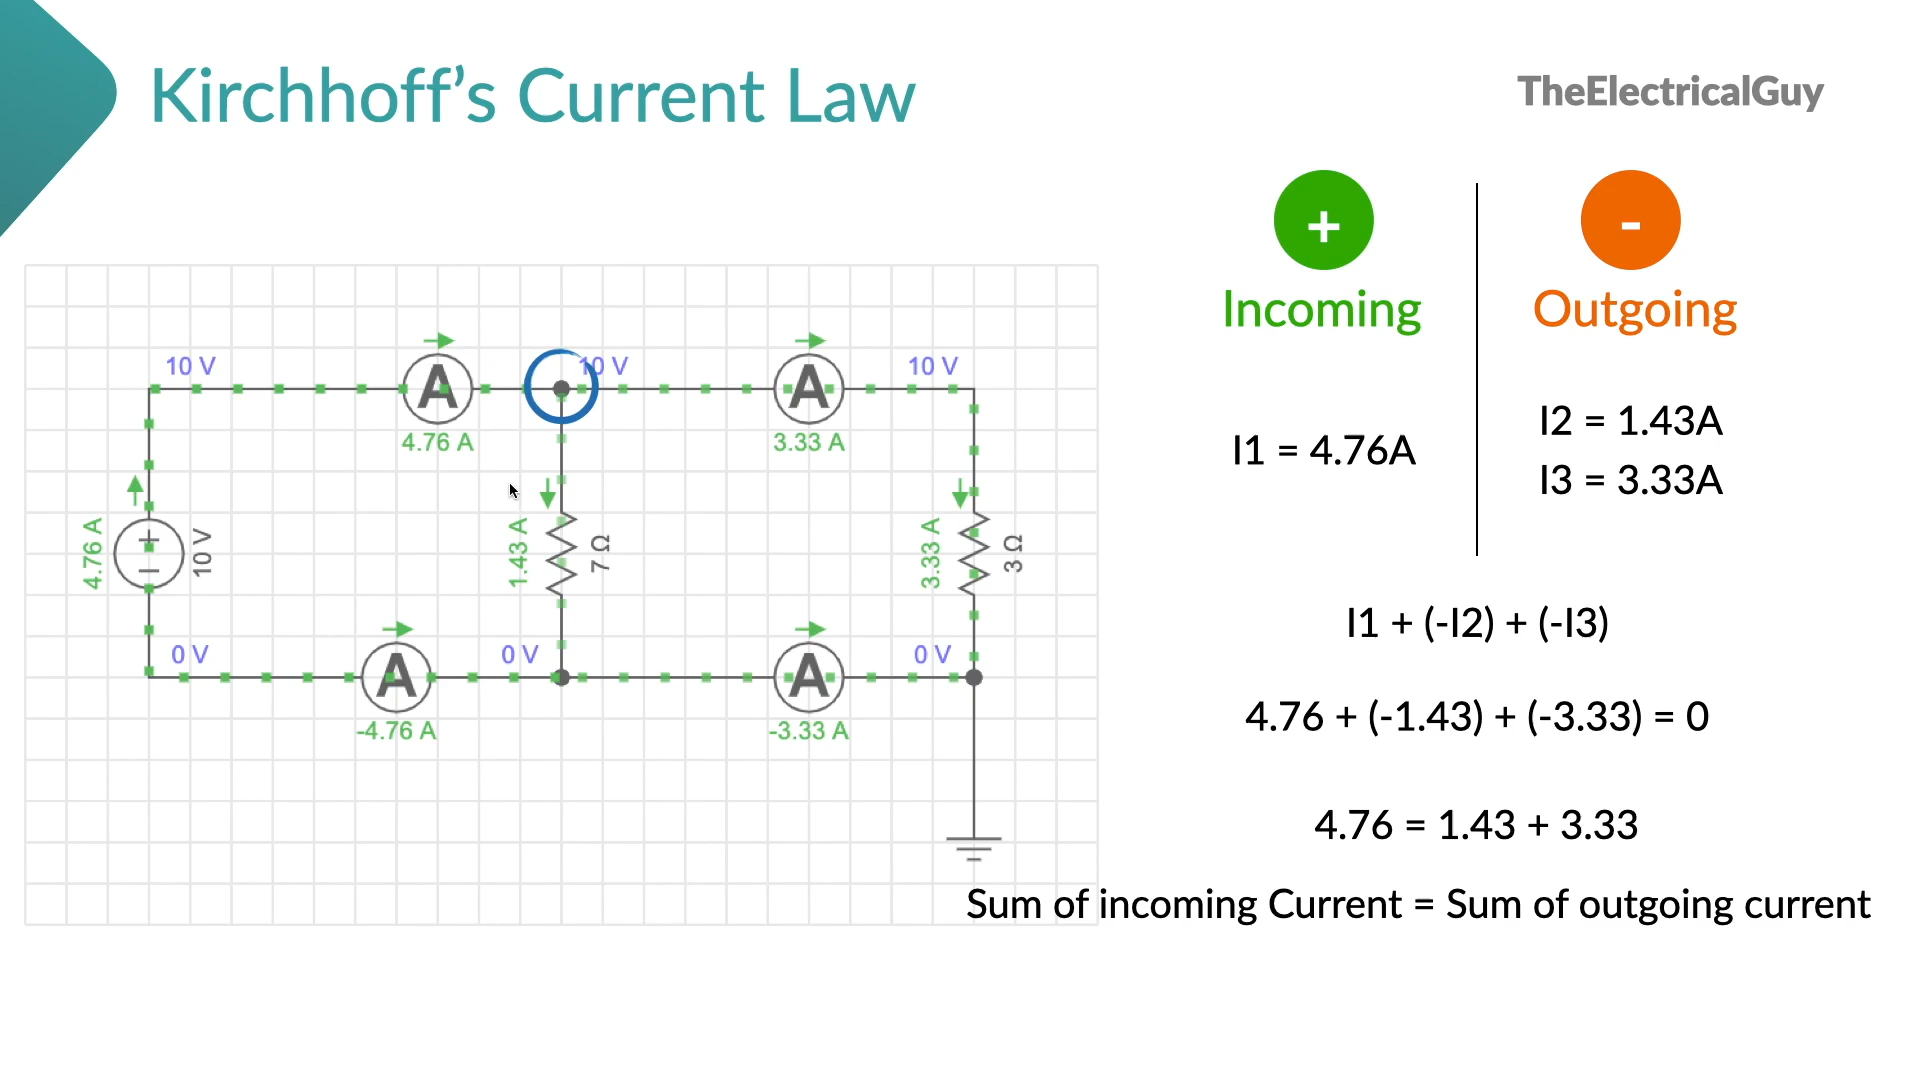 Kirchhoff's Current Law
TheElectricalGuy
+
-
Incoming
Outgoing
I1 = 4.76A
I2 = 1.43A
I3 = 3.33A
I1 + (-I2) + (-I3)
4.76 + (-1.43) + (-3.33) = 0
4.76 = 1.43 + 3.33
Sum of incoming Current = Sum of outgoing current
10 V
10 V
10 V
A
A
4.76 A
3.33 A
4.76 A
+
–
10 V
1.43 A
7 Ω
3.33 A
3 Ω
0 V
0 V
0 V
A
A
-4.76 A
-3.33 A